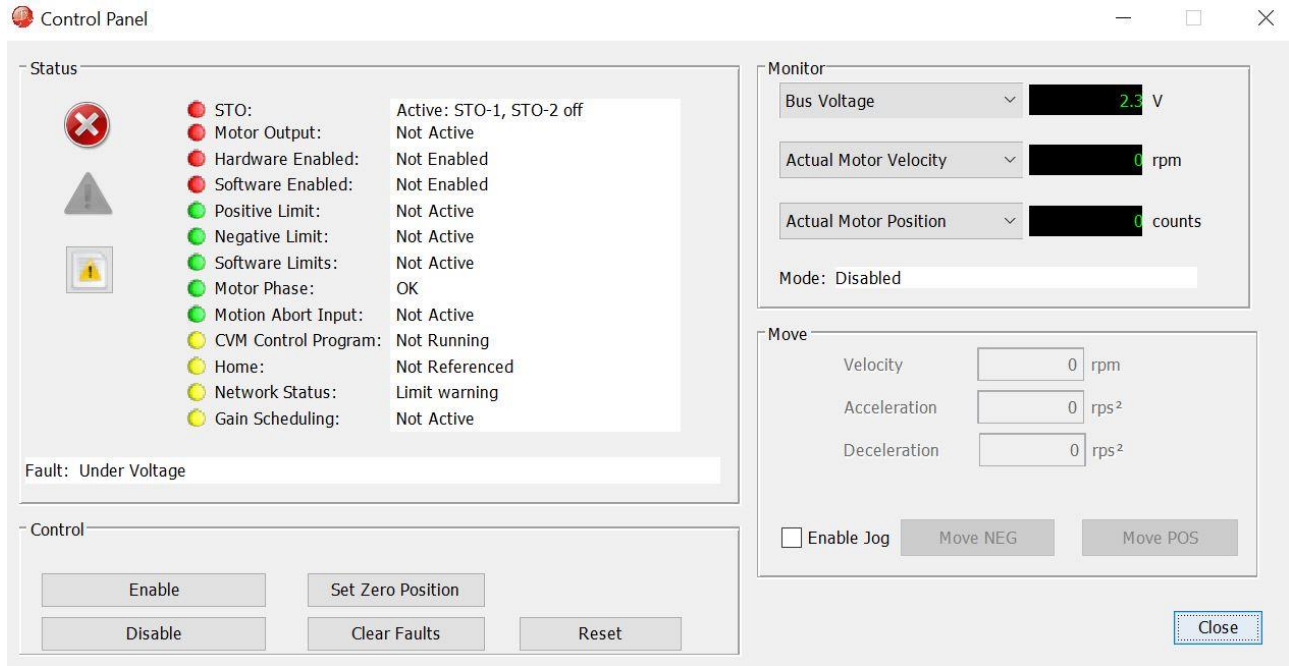 Control Panel
Status
STO: Active: STO-1, STO-2 off
Motor Output: Not Active
Hardware Enabled: Not Enabled
Software Enabled: Not Enabled
Positive Limit: Not Active
Negative Limit: Not Active
Software Limits: Not Active
Motor Phase: OK
Motion Abort Input: Not Active
CVM Control Program: Not Running
Home: Not Referenced
Network Status: Limit warning
Gain Scheduling: Not Active
Fault: Under Voltage
Control
Enable Set Zero Position
Disable Clear Faults Reset
Monitor
Bus Voltage 2.3 V
Actual Motor Velocity 0 rpm
Actual Motor Position 0 counts
Mode: Disabled
Move
Velocity 0 rpm
Acceleration 0 rps²
Deceleration 0 rps²
Enable Jog Move NEG Move POS
Close